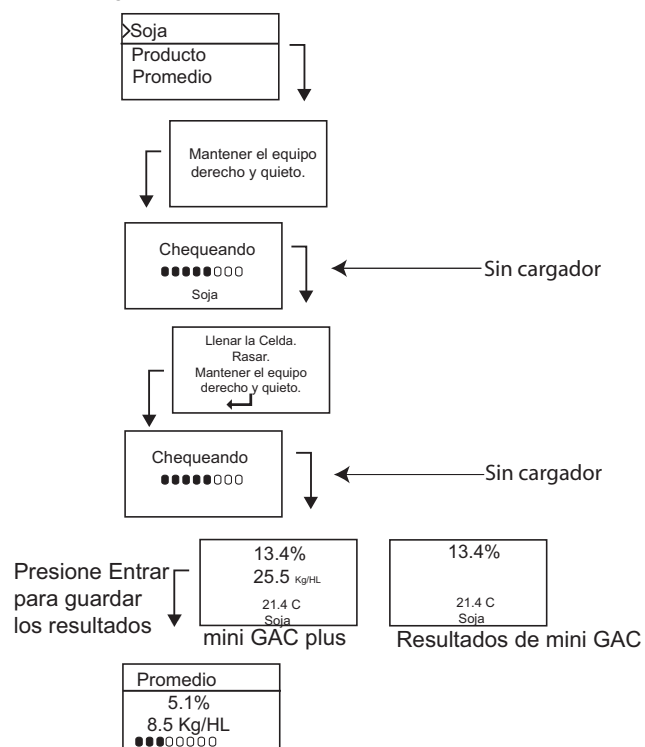 >Soja
Producto
Promedio
Mantener el equipo
derecho y quieto.
Chequeando
Soja
Sin cargador
Llenar la Celda.
Rasar.
Mantener el equipo
derecho y quieto.
Chequeando
Sin cargador
Presione Entrar
para guardar
los resultados
13.4%
25.5 Kg/HL
21.4 C
Soja
mini GAC plus
13.4%
21.4 C
Soja
Resultados de mini GAC
Promedio
5.1%
8.5 Kg/HL